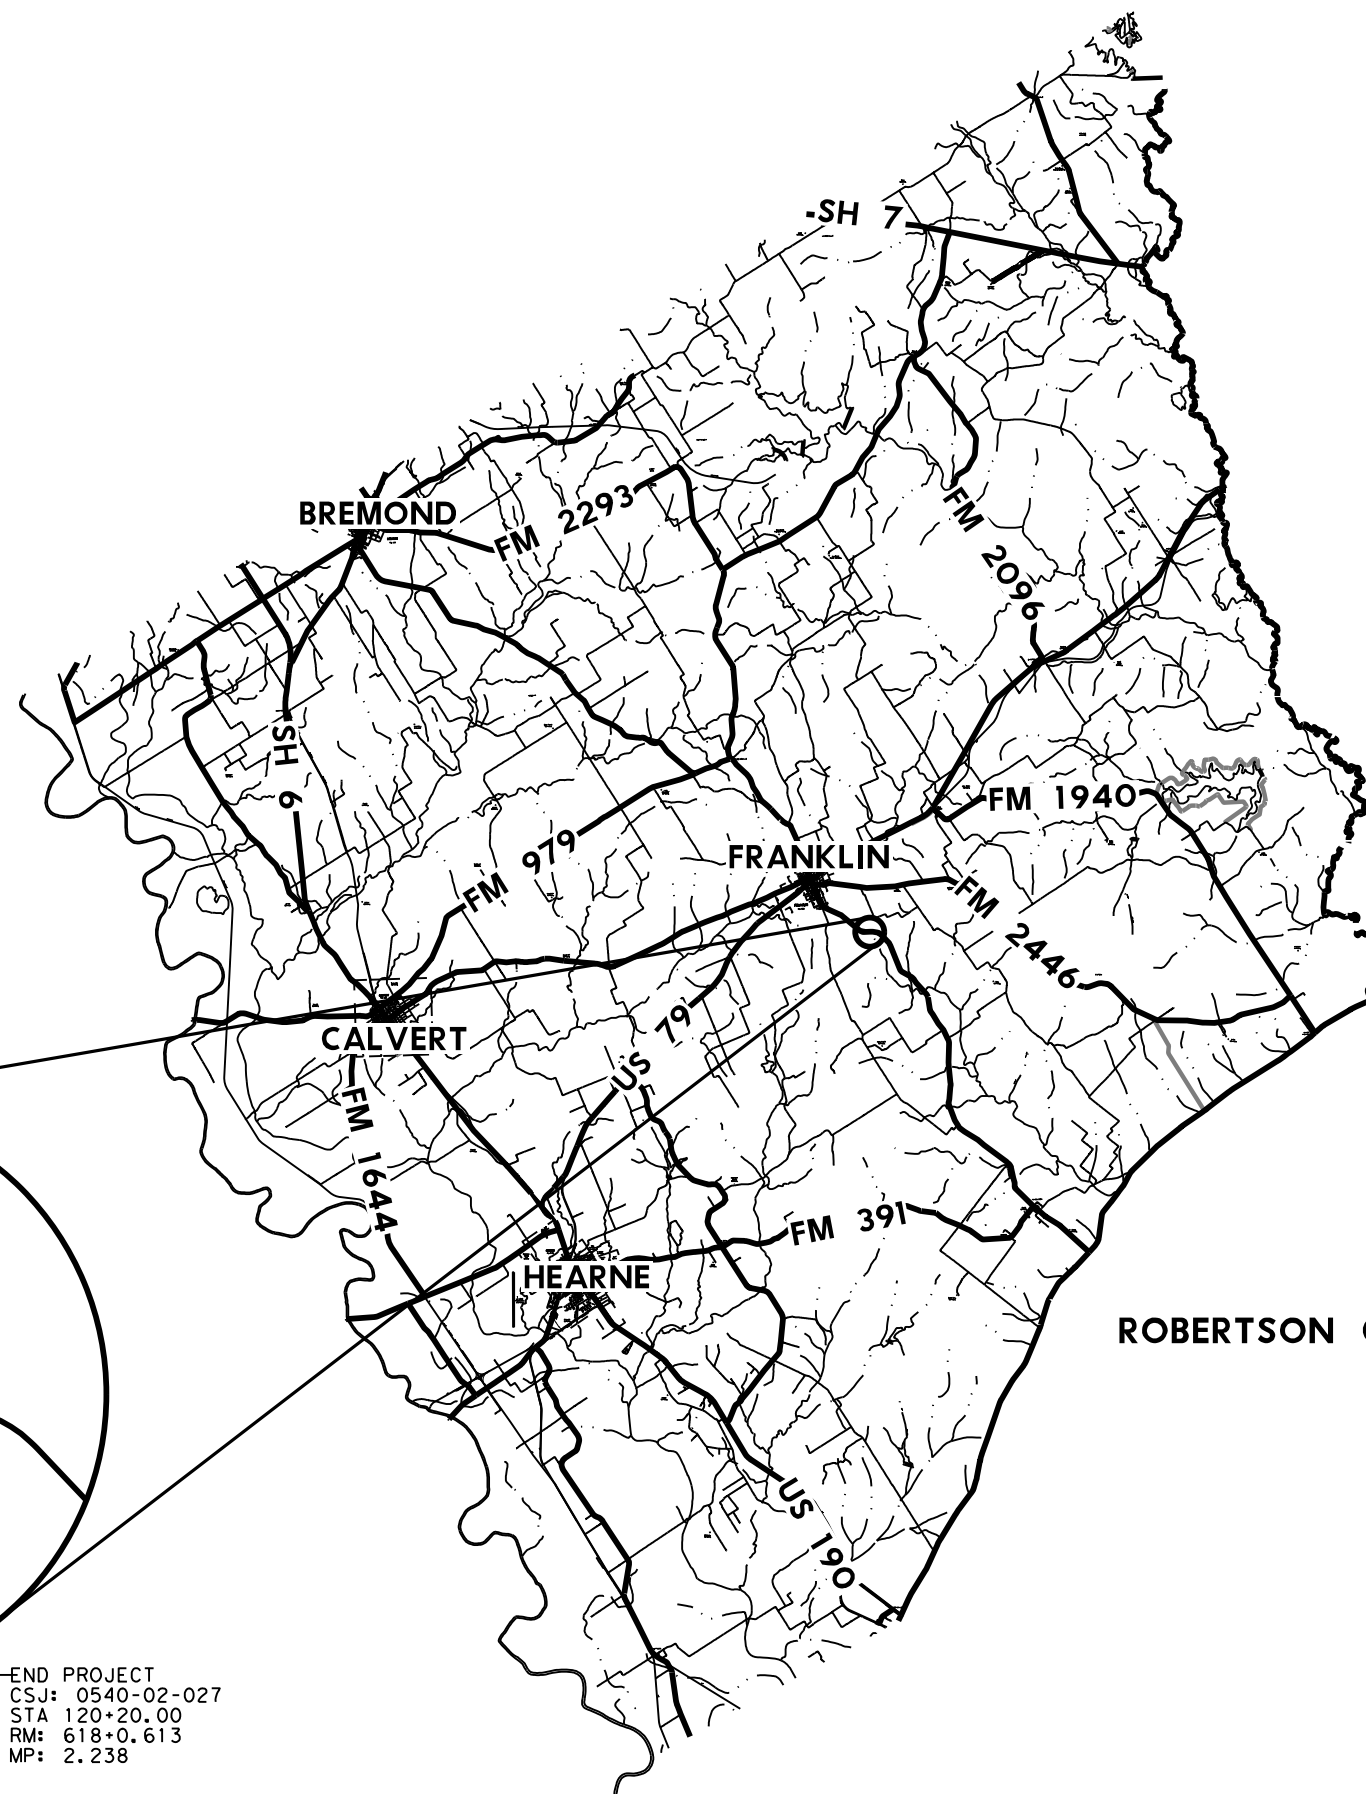 -SH 7
BREMOND
FM 2293
FM 2096
SH 6
FM 1940
FM 979
FRANKLIN
FM 2446
US 79
CALVERT
FM 1644
FM 391
HEARNE
ROBERTSON
US 190
END PROJECT
CSJ: 0540-02-027
STA 120+20.00
RM: 618+0.613
MP: 2.238